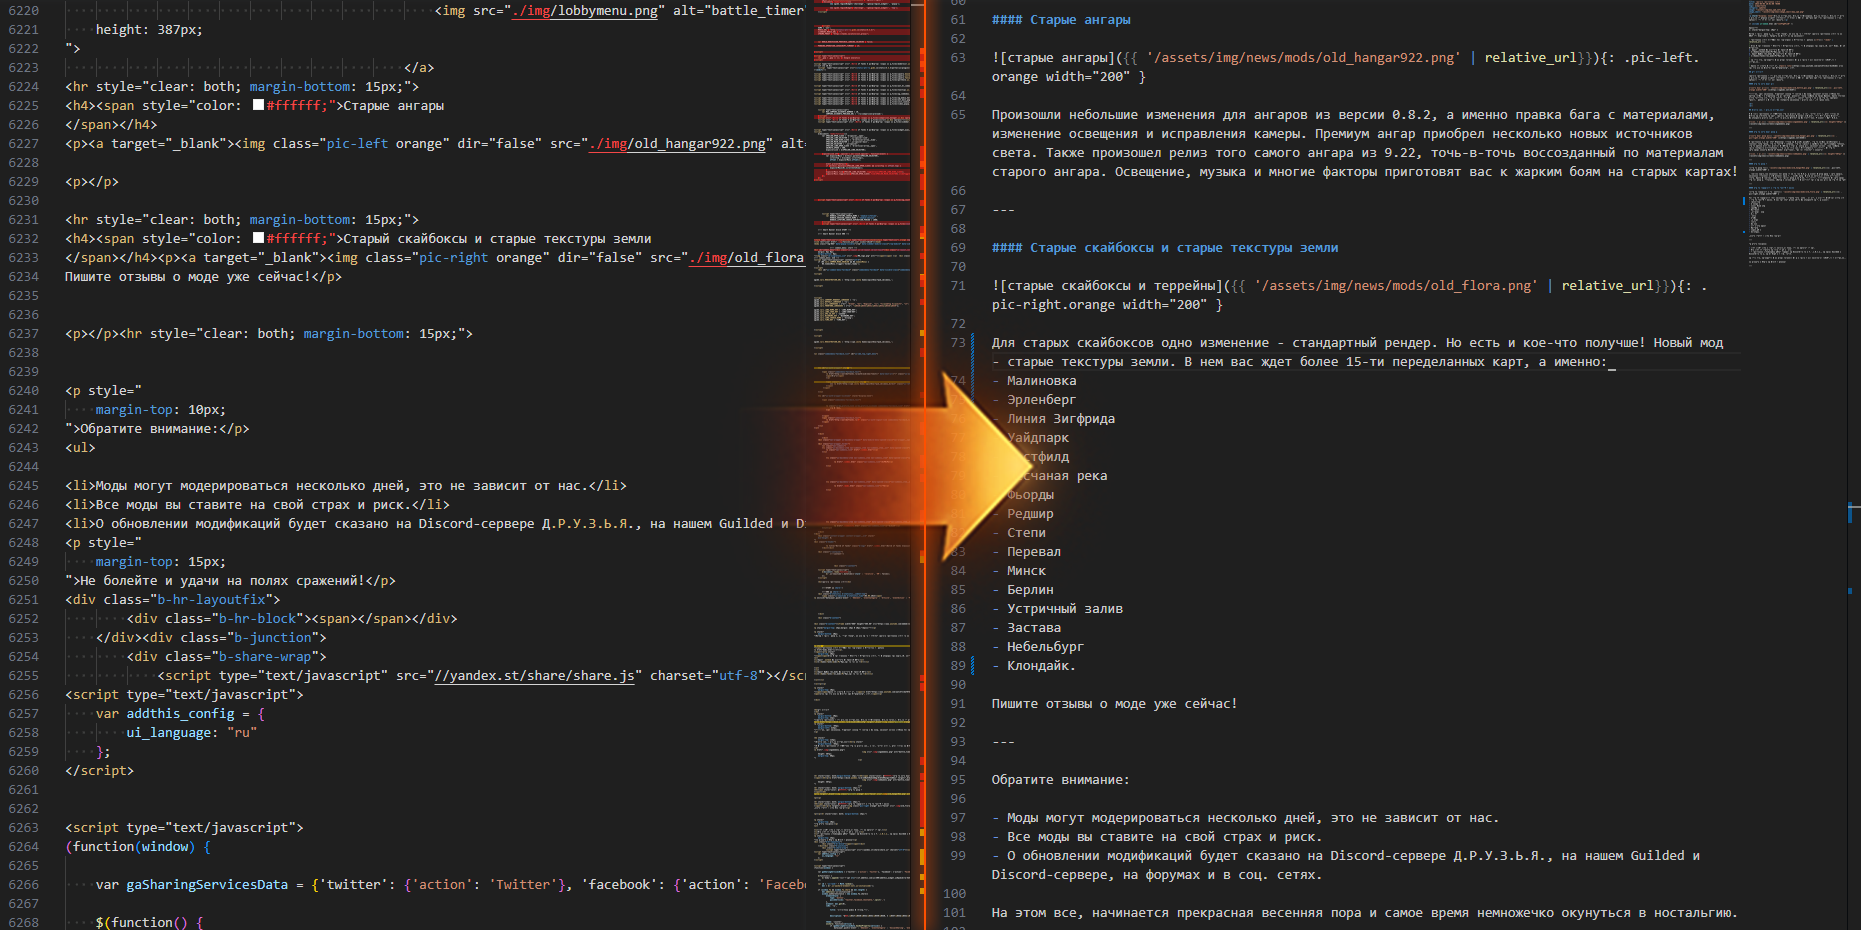 6220 <img src="./img/lobbymenu.png" alt="battle_timer
6221 height: 387px;
6222 ">
6223 </a>
6224 <hr style="clear: both; margin-bottom: 15px;">
6225 <h4><span style="color: #ffffff;">Старые ангары
6226 </span></h4>
6227 <p><a target="_blank"><img class="pic-left orange" dir="false" src="./img/old_hangar922.png" alt=
6228
6229 <p></p>
6230
6231 <hr style="clear: both; margin-bottom: 15px;">
6232 <h4><span style="color: #ffffff;">Старый скайбоксы и старые текстуры земли
6233 </span></h4><p><a target="_blank"><img class="pic-right orange" dir="false" src="./img/old_flora
6234 Пишите отзывы о моде уже сейчас!</p>
6235
6236
6237 <p></p><hr style="clear: both; margin-bottom: 15px;">
6238
6239
6240 <p style="
6241 margin-top: 10px;
6242 ">Обратите внимание:</p>
6243 <ul>
6244
6245 <li>Моды могут модерироваться несколько дней, это не зависит от нас.</li>
6246 <li>Все моды вы ставите на свой страх и риск.</li>
6247 <li>О обновлении модификаций будет сказано на Discord-сервере Д.Р.У.З.Ь.Я., на нашем Guilded и D
6248 <p style="
6249 margin-top: 15px;
6250 ">Не болейте и удачи на полях сражений!</p>
6251 <div class="b-hr-layoutfix">
6252 <div class="b-hr-block"><span></span></div>
6253 </div><div class="b-junction">
6254 <div class="b-share-wrap">
6255 <script type="text/javascript" src="//yandex.st/share/share.js" charset="utf-8"></scr
6256 <script type="text/javascript">
6257 var addthis_config = {
6258 ui_language: "ru"
6259 };
6260 </script>
6261
6262
6263 <script type="text/javascript">
6264 (function(window) {
6265
6266 var gaSharingServicesData = {'twitter': {'action': 'Twitter'}, 'facebook': {'action': 'Faceb
6267
6268 $(function() {
60
61 #### Старые ангары
62
63 ![старые ангары]({{ '/assets/img/news/mods/old_hangar922.png' | relative_url}}){: .pic-left.
orange width="200" }
64
65 Произошли небольшие изменения для ангаров из версии 0.8.2, а именно правка бага с материалами,
изменение освещения и исправления камеры. Премиум ангар приобрел несколько новых источников
света. Также произошел релиз того самого ангара из 9.22, точь-в-точь воссозданный по материалам
старого ангара. Освещение, музыка и многие факторы приготовят вас к жарким боям на старых картах!
66
67 ---
68
69 #### Старые скайбоксы и старые текстуры земли
70
71 ![старые скайбоксы и террейны]({{ '/assets/img/news/mods/old_flora.png' | relative_url}}){: .
pic-right.orange width="200" }
72
73 Для старых скайбоксов одно изменение - стандартный рендер. Но есть и кое-что получше! Новый мод
- старые текстуры земли. В нем вас ждет более 15-ти переделанных карт, а именно:
74 - Малиновка
- Эрленберг
- Линия Зигфрида
Уайдпарк
река
Фьорды
- Редшир
- Степи
83 - Перевал
84 - Минск
85 - Берлин
86 - Устричный залив
87 - Застава
88 - Небельбург
89 - Клондайк.
90
91 Пишите отзывы о моде уже сейчас!
92
93 ---
94
95 Обратите внимание:
96
97 - Моды могут модерироваться несколько дней, это не зависит от нас.
98 - Все моды вы ставите на свой страх и риск.
99 - О обновлении модификаций будет сказано на Discord-сервере Д.Р.У.З.Ь.Я., на нашем Guilded и
Discord-сервере, на форумах и в соц. сетях.
100
101 На этом все, начинается прекрасная весенняя пора и самое время немножечко окунуться в ностальгию.